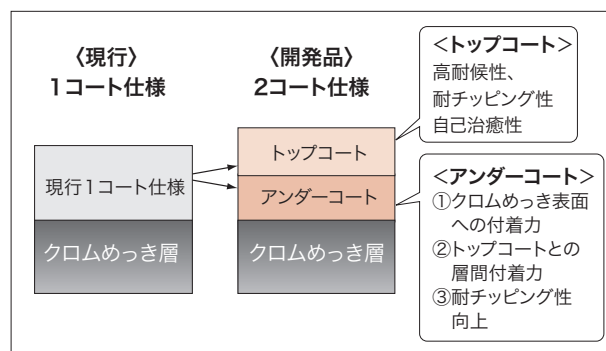 〈現行〉
1コート仕様
現行1コート仕様
クロムめっき層
〈開発品〉
2コート仕様
トップコート
アンダーコート
クロムめっき層
＜トップコート＞
高耐候性、
耐チッピング性
自己治癒性
＜アンダーコート＞
①クロムめっき表面
への付着力
②トップコートとの
層間付着力
③耐チッピング性
向上